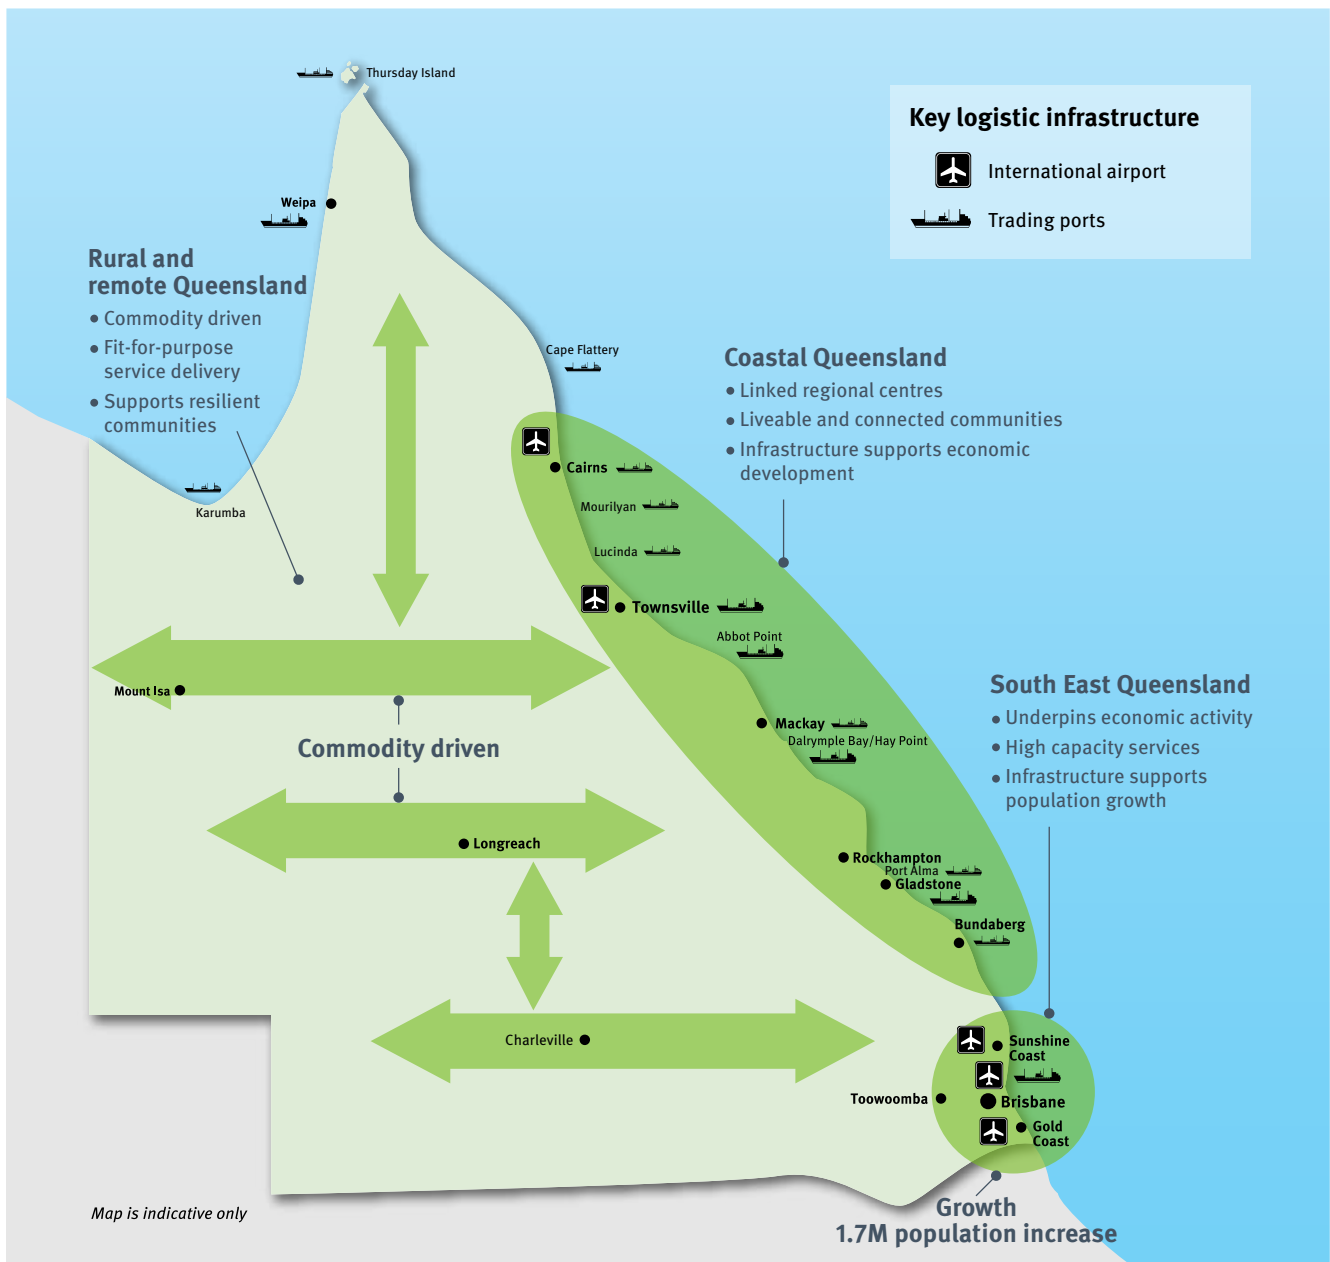 Thursday Island
Key logistic infrastructure
International airport
Trading ports
Weipa
Rural and
remote Queensland
• Commodity driven
• Fit-for-purpose
service delivery
• Supports resilient
communities
Cape Flattery
Coastal Queensland
• Linked regional centres
• Liveable and connected communities
• Infrastructure supports economic
development
Cairns
Karumba
Mourilyan
Lucinda
Townsville
Abbot Point
Mount Isa
South East Queensland
• Underpins economic activity
• High capacity services
• Infrastructure supports
population growth
Mackay
Dalrymple Bay/Hay Point
Commodity driven
Longreach
Rockhampton
Port Alma
Gladstone
Bundaberg
Charleville
Sunshine
Coast
Toowoomba
Brisbane
Gold
Coast
Map is indicative only
Growth
1.7M population increase